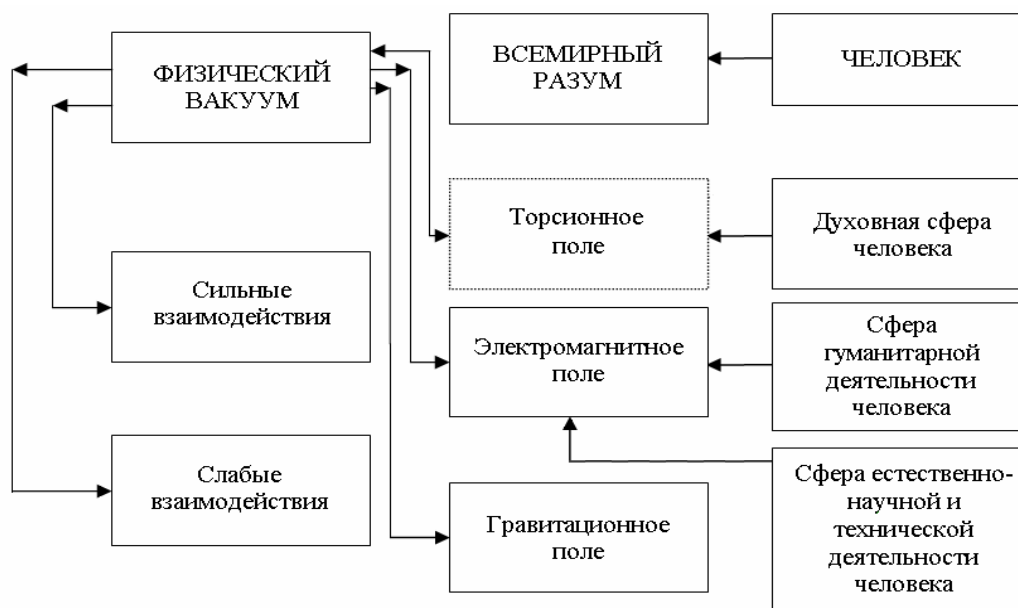 ФИЗИЧЕСКИЙ
ВАКУУМ
ВСЕМИРНЫЙ
РАЗУМ
ЧЕЛОВЕК
Торсионное
поле
Духовная сфера
человека
Сильные
взаимодействия
Электромагнитное
поле
Сфера
гуманитарной
деятельности
человека
Слабые
взаимодействия
Гравитационное
поле
Сфера естественно-
научной и
технической
деятельности
человека